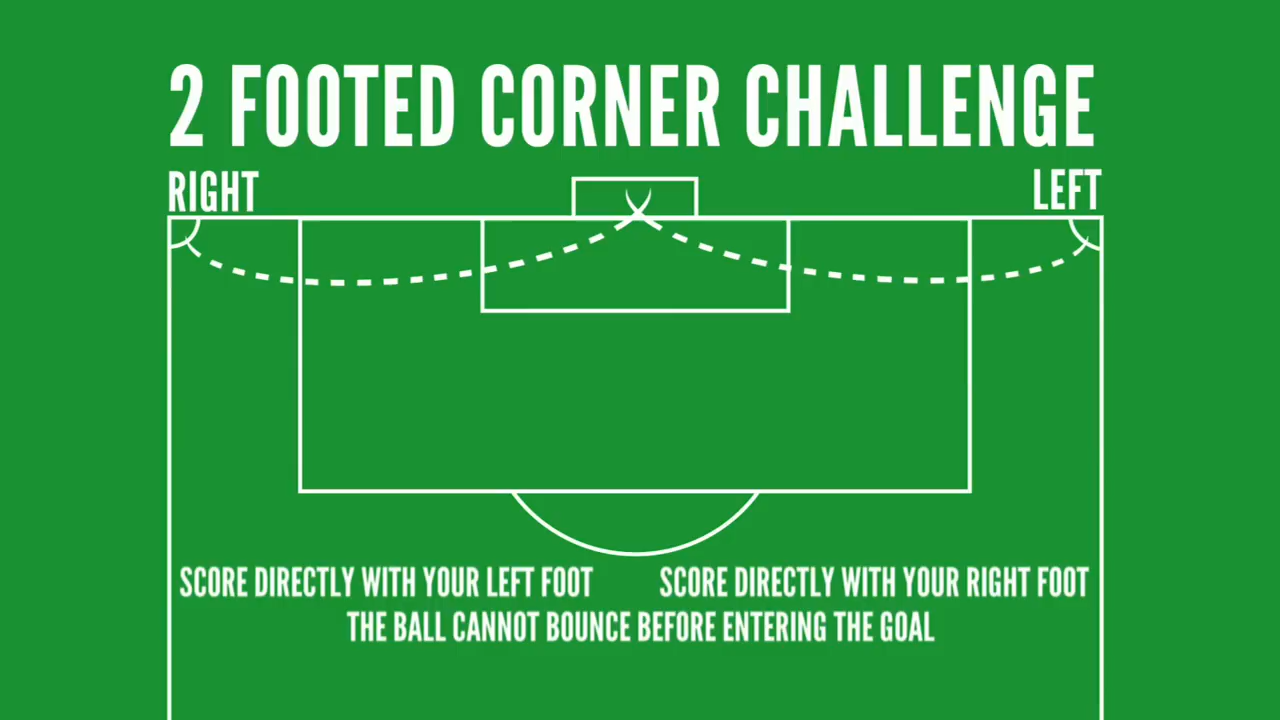 2 FOOTED CORNER CHALLENGE
RIGHT
LEFT
SCORE DIRECTLY WITH YOUR LEFT FOOT
SCORE DIRECTLY WITH YOUR RIGHT FOOT
THE BALL CANNOT BOUNCE BEFORE ENTERING THE GOAL